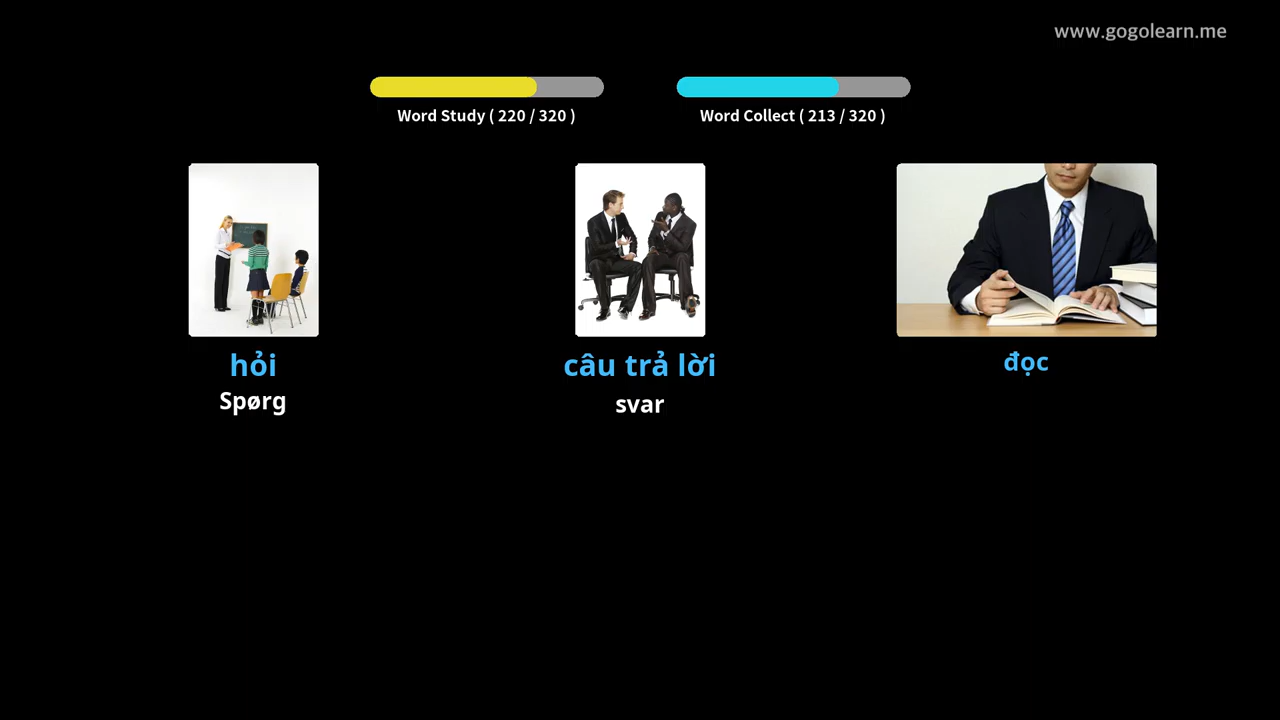 www.gogolearn.me
Word Study ( 220 / 320 )
Word Collect ( 213 / 320 )
hỏi
Spørg
câu trả lời
svar
đọc